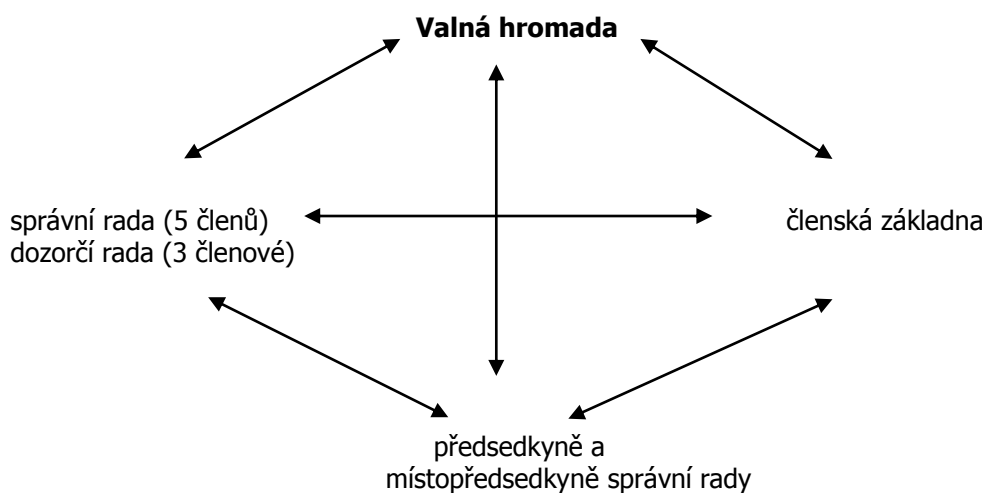 Valná hromada
správní rada (5 členů)
dozorčí rada (3 členové)
členská základna
předsedkyně a
místopředsedkyně správní rady